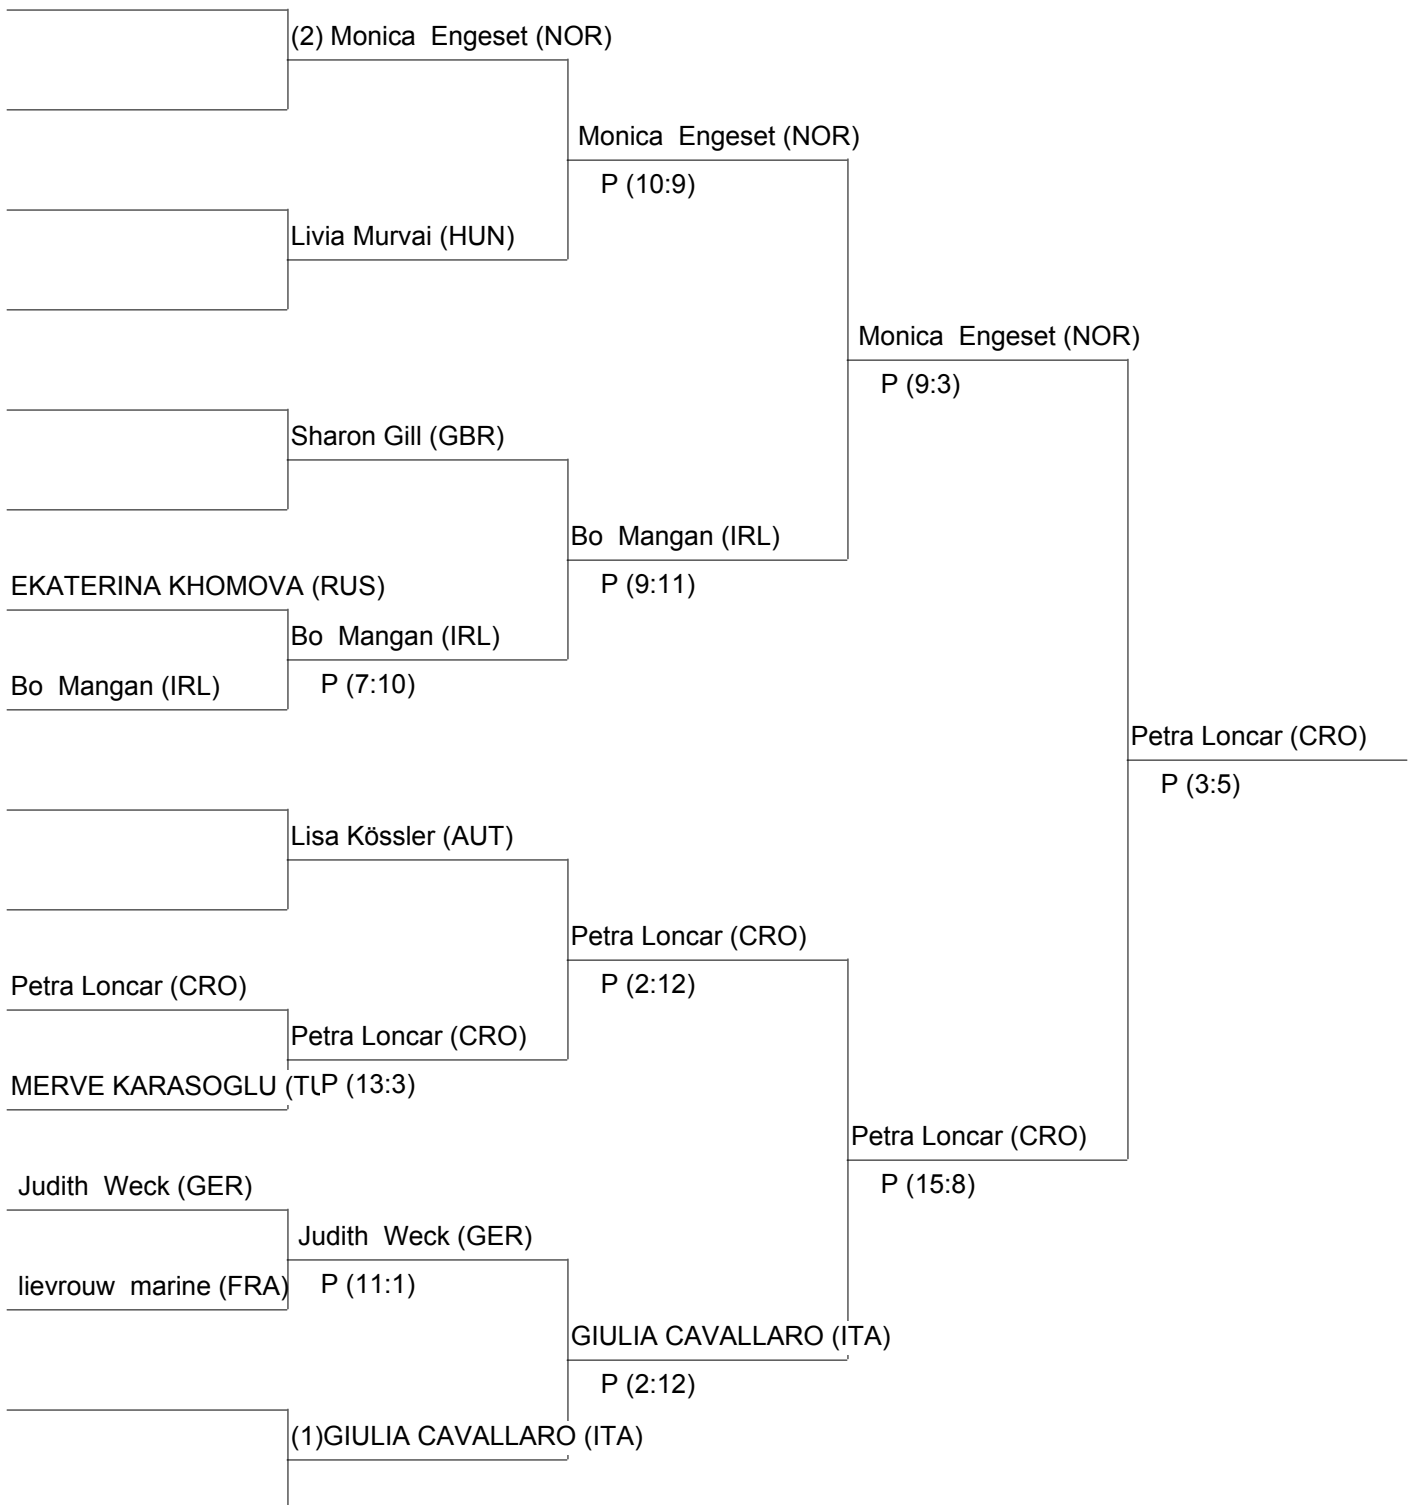 (2) Monica  Engeset (NOR)
Monica  Engeset (NOR)
P (10:9)
Livia Murvai (HUN)
Monica  Engeset (NOR)
P (9:3)
Sharon Gill (GBR)
Bo  Mangan (IRL)
P (9:11)
EKATERINA KHOMOVA (RUS)
Bo  Mangan (IRL)
P (7:10)
Bo  Mangan (IRL)
Petra Loncar (CRO)
P (3:5)
Lisa Kössler (AUT)
Petra Loncar (CRO)
P (2:12)
Petra Loncar (CRO)
Petra Loncar (CRO)
MERVE KARASOGLU (TU
P (13:3)
Petra Loncar (CRO)
P (15:8)
Judith  Weck (GER)
Judith  Weck (GER)
lievrouw  marine (FRA)
P (11:1)
GIULIA CAVALLARO (ITA)
P (2:12)
(1)GIULIA CAVALLARO (ITA)